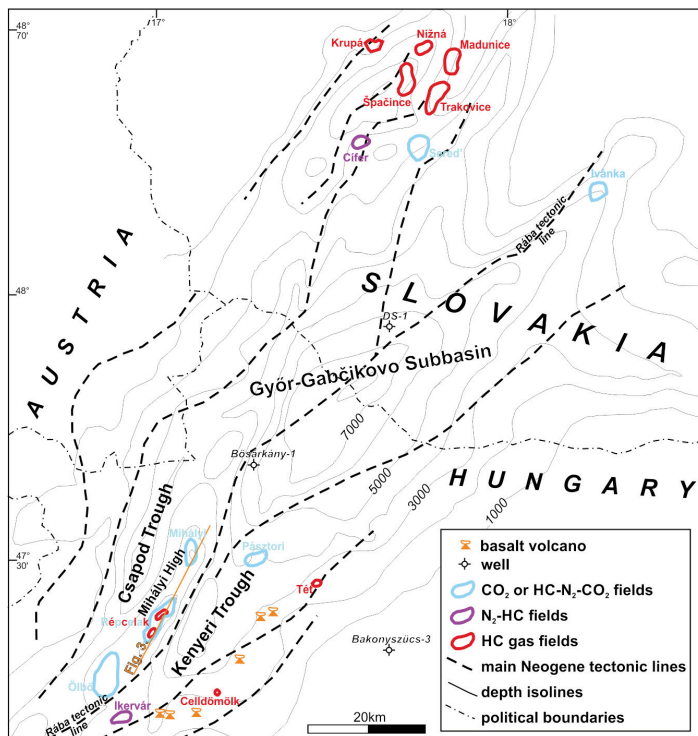 17°
18°
48°
70'
Krupá
Nižná
Madunice
Špačince
Trakovice
Cífer
Sereď
Ivánka
Rába tectonic
line
AUSTRIA
48°
SLOVAKIA
DS-1
Győr-Gabčikovo Subbasin
7000
Bősárkány-1
5000
3000
1000
HUNGARY
Csapod Trough
Mihályi
Mihályi High
Pásztori
47°
30'
Kenyeri Trough
Tét
Répcelak
Fig. 3
Bakonyszücs-3
Ölbő
Rába tectonic
line
Ikervár
Celldömölk
20km
basalt volcano
well
CO₂ or HC-N₂-CO₂ fields
N₂-HC fields
HC gas fields
main Neogene tectonic lines
depth isolines
political boundaries